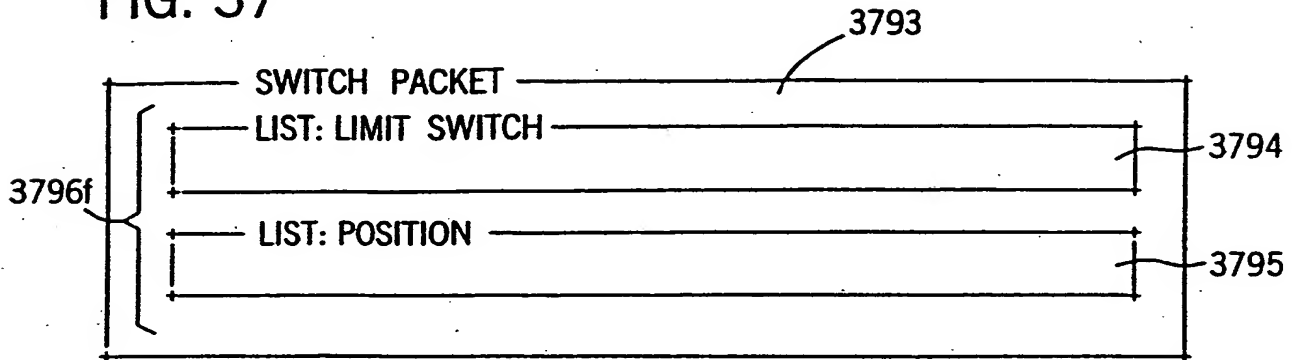 FIG. 37
3793
SWITCH PACKET
LIST: LIMIT SWITCH
3794
3796f
LIST: POSITION
3795